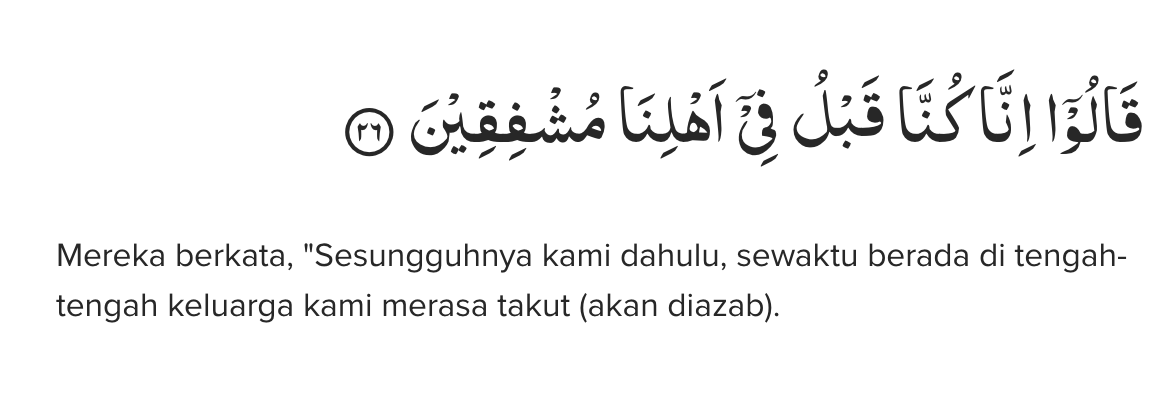 قَالُوْٓا اِنَّا كُنَّا قَبْلُ فِيْٓ اَهْلِنَا مُشْفِقِيْنَ ۝٢٦
Mereka berkata, "Sesungguhnya kami dahulu, sewaktu berada di tengah-
tengah keluarga kami merasa takut (akan diazab).